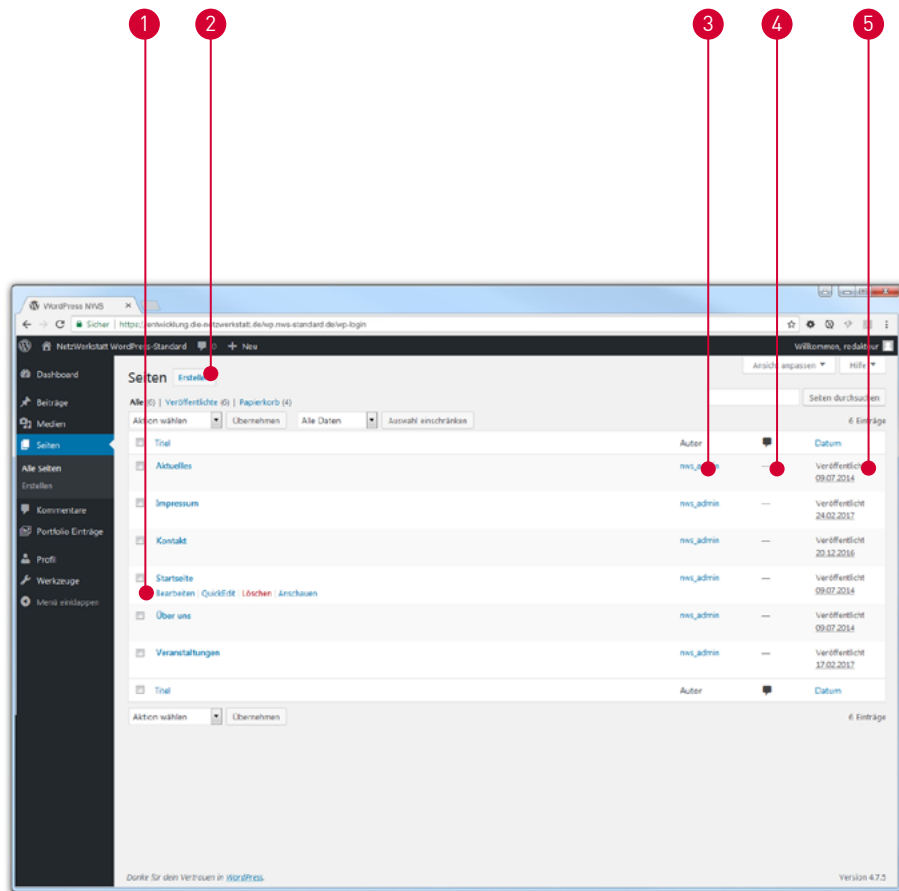 1 2 3 4 5
WordPress NWS
Sicher | https://entwicklung.die-netzwerkstatt.de/wp.nws-standard.de/wp-login
NetzWerkstatt WordPress-Standard 0 + Neu Willkommen, redakteur
Dashboard
Beiträge
Medien
Seiten
Alle Seiten
Erstellen
Kommentare
Portfolio Einträge
Profil
Werkzeuge
Menü einklappen
Ansicht anpassen Hilfe
Seiten Erstellen
Alle (6) | Veröffentlichte (6) | Papierkorb (4) Seiten durchsuchen
Aktion wählen Übernehmen Alle Daten Auswahl einschränken 6 Einträge
Titel Autor Datum
Aktuelles nws_admin — Veröffentlicht
09.07.2014
Impressum nws_admin — Veröffentlicht
24.02.2017
Kontakt nws_admin — Veröffentlicht
20.12.2016
Startseite nws_admin — Veröffentlicht
Bearbeiten | QuickEdit | Löschen | Anschauen 09.07.2014
Über uns nws_admin — Veröffentlicht
09.07.2014
Veranstaltungen nws_admin — Veröffentlicht
17.02.2017
Titel Autor Datum
Aktion wählen Übernehmen 6 Einträge
Danke für dein Vertrauen in WordPress. Version 4.7.5